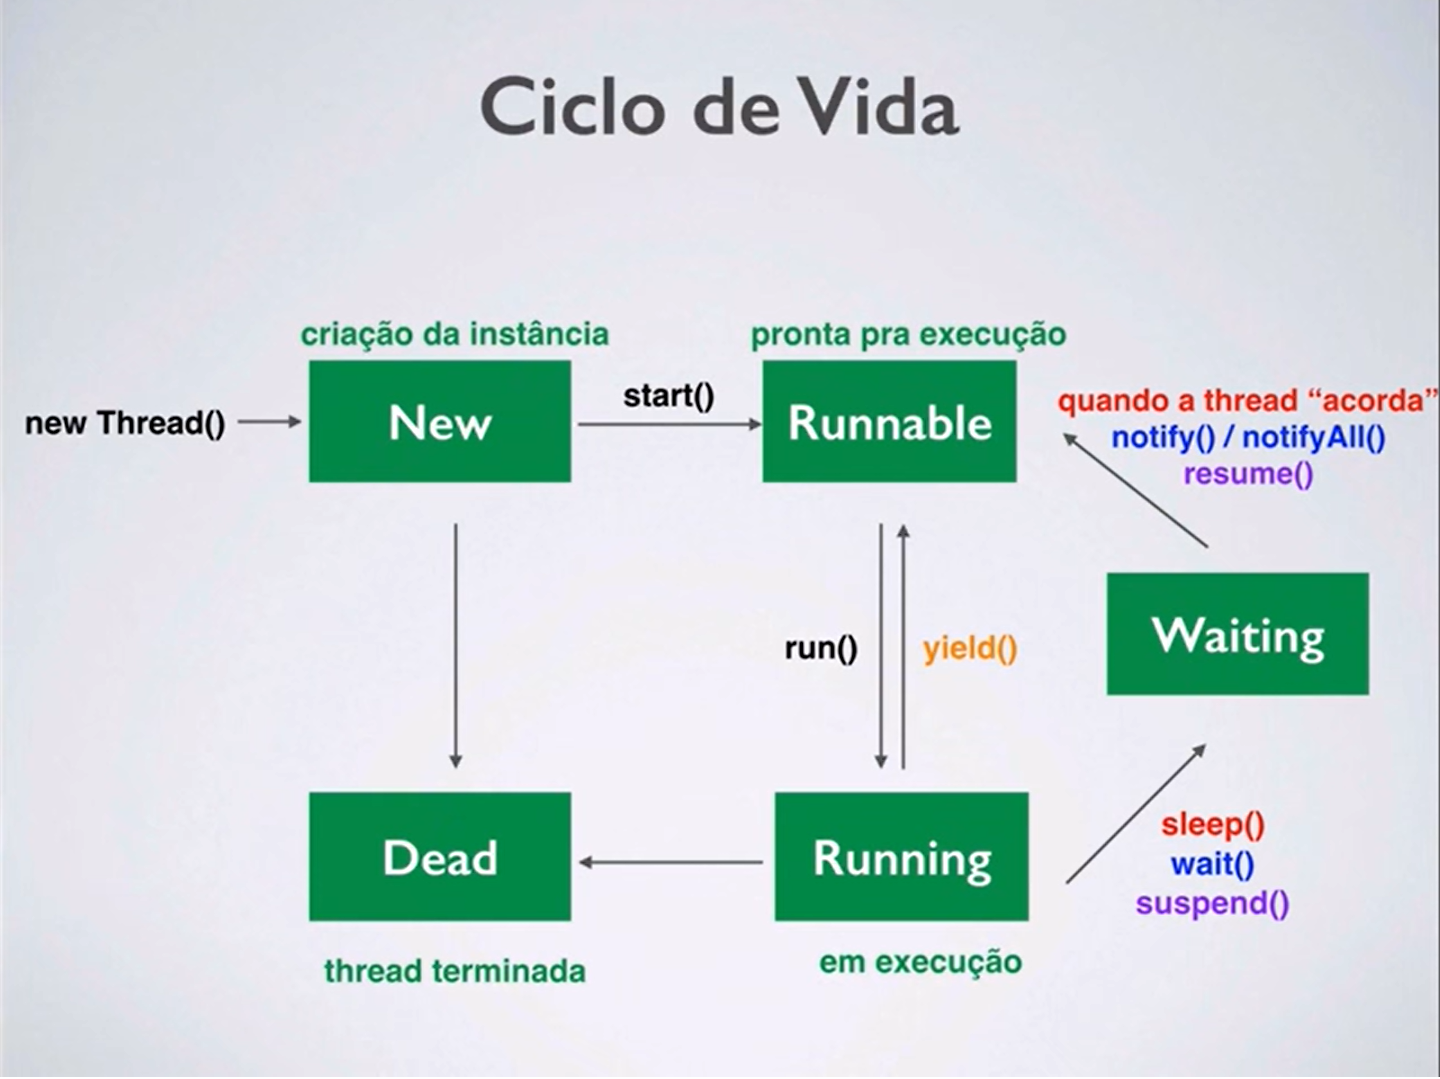 Ciclo de Vida
criação da instância
pronta pra execução
new Thread()
New
start()
Runnable
quando a thread “acorda”
notify() / notifyAll()
resume()
run()
yield()
Waiting
Dead
Running
sleep()
wait()
suspend()
thread terminada
em execução